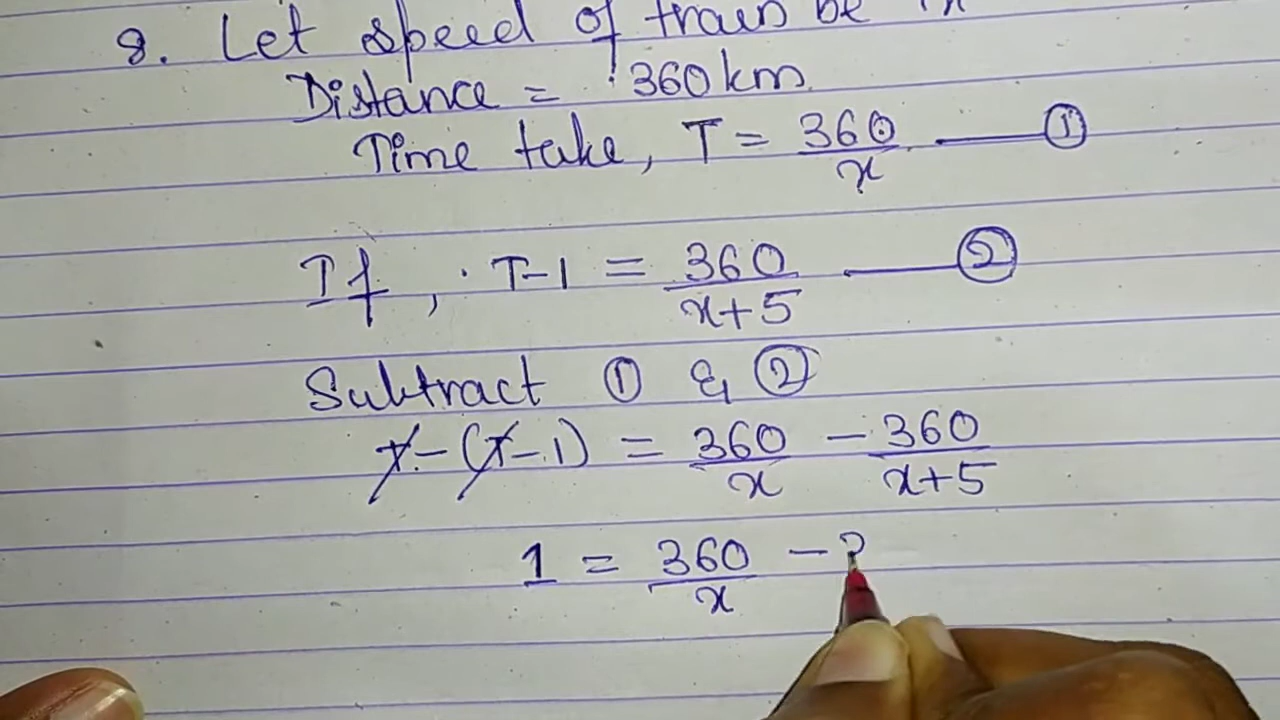 8. Let speed of train be 'x'
Distance = 360 km.
Time take, T = 360/x — ①
If, T-1 = 360/x+5 — ②
Subtract ① & ②
T - (T-1) = 360/x - 360/x+5
1 = 360/x -